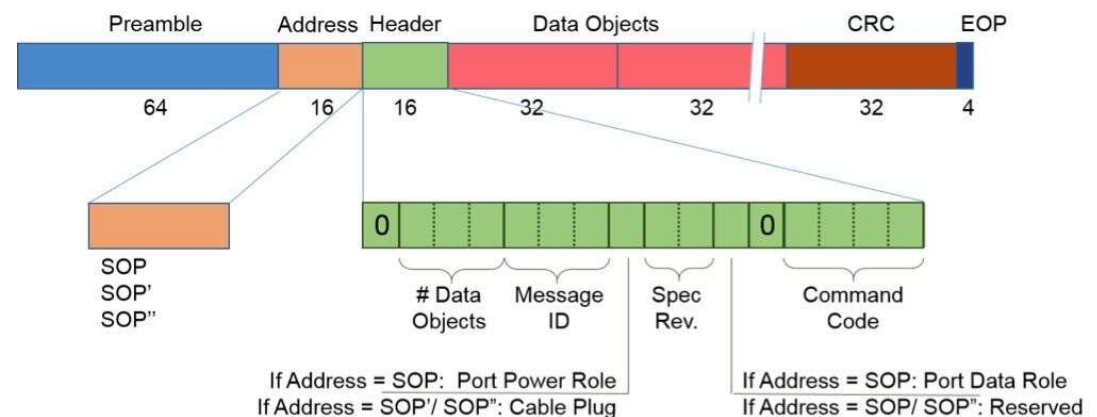 Preamble Address Header Data Objects CRC EOP
64 16 16 32 32 32 4
0 0
SOP
SOP'
SOP"
# Data Objects
Message ID
Spec Rev.
Command Code
If Address = SOP: Port Power Role
If Address = SOP'/ SOP": Cable Plug
If Address = SOP: Port Data Role
If Address = SOP/ SOP": Reserved